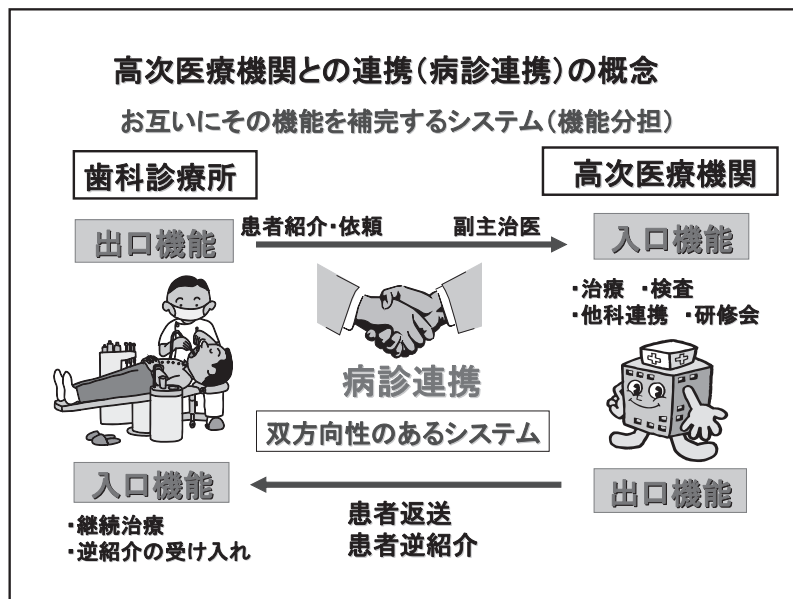 高次医療機関との連携(病診連携)の概念
お互いにその機能を補完するシステム(機能分担)
歯科診療所
高次医療機関
出口機能
患者紹介・依頼
副主治医
入口機能
・治療 ・検査
・他科連携 ・研修会
病診連携
双方向性のあるシステム
入口機能
出口機能
・継続治療
・逆紹介の受け入れ
患者返送
患者逆紹介